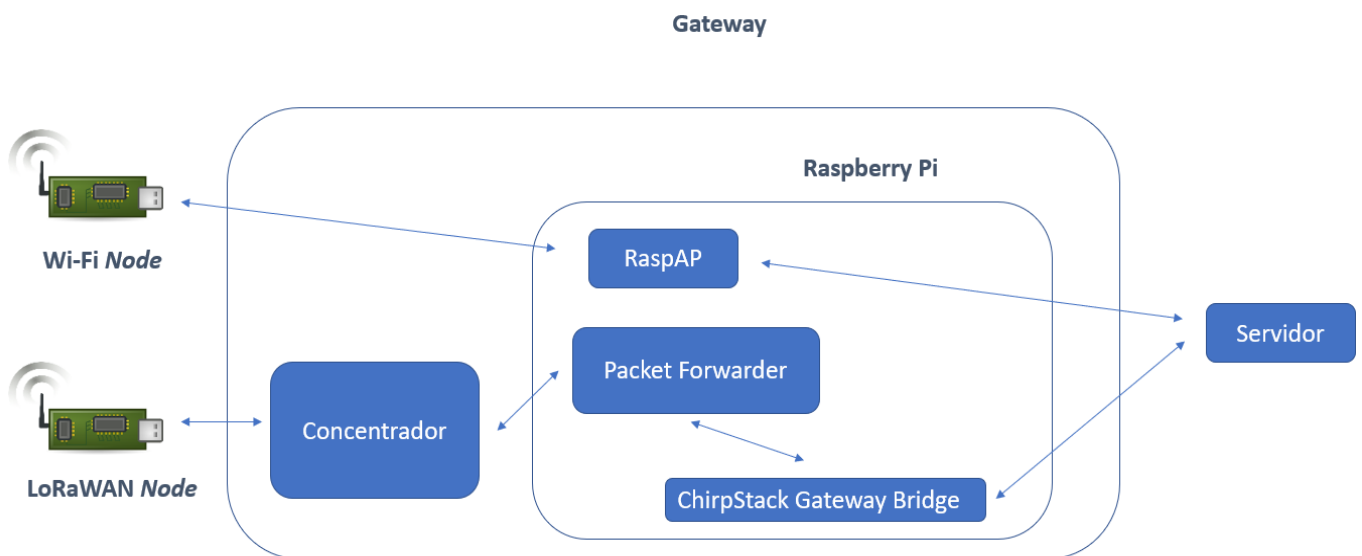 Gateway
Raspberry Pi
RaspAP
Wi-Fi Node
Servidor
Packet Forwarder
Concentrador
LoRaWAN Node
ChirpStack Gateway Bridge